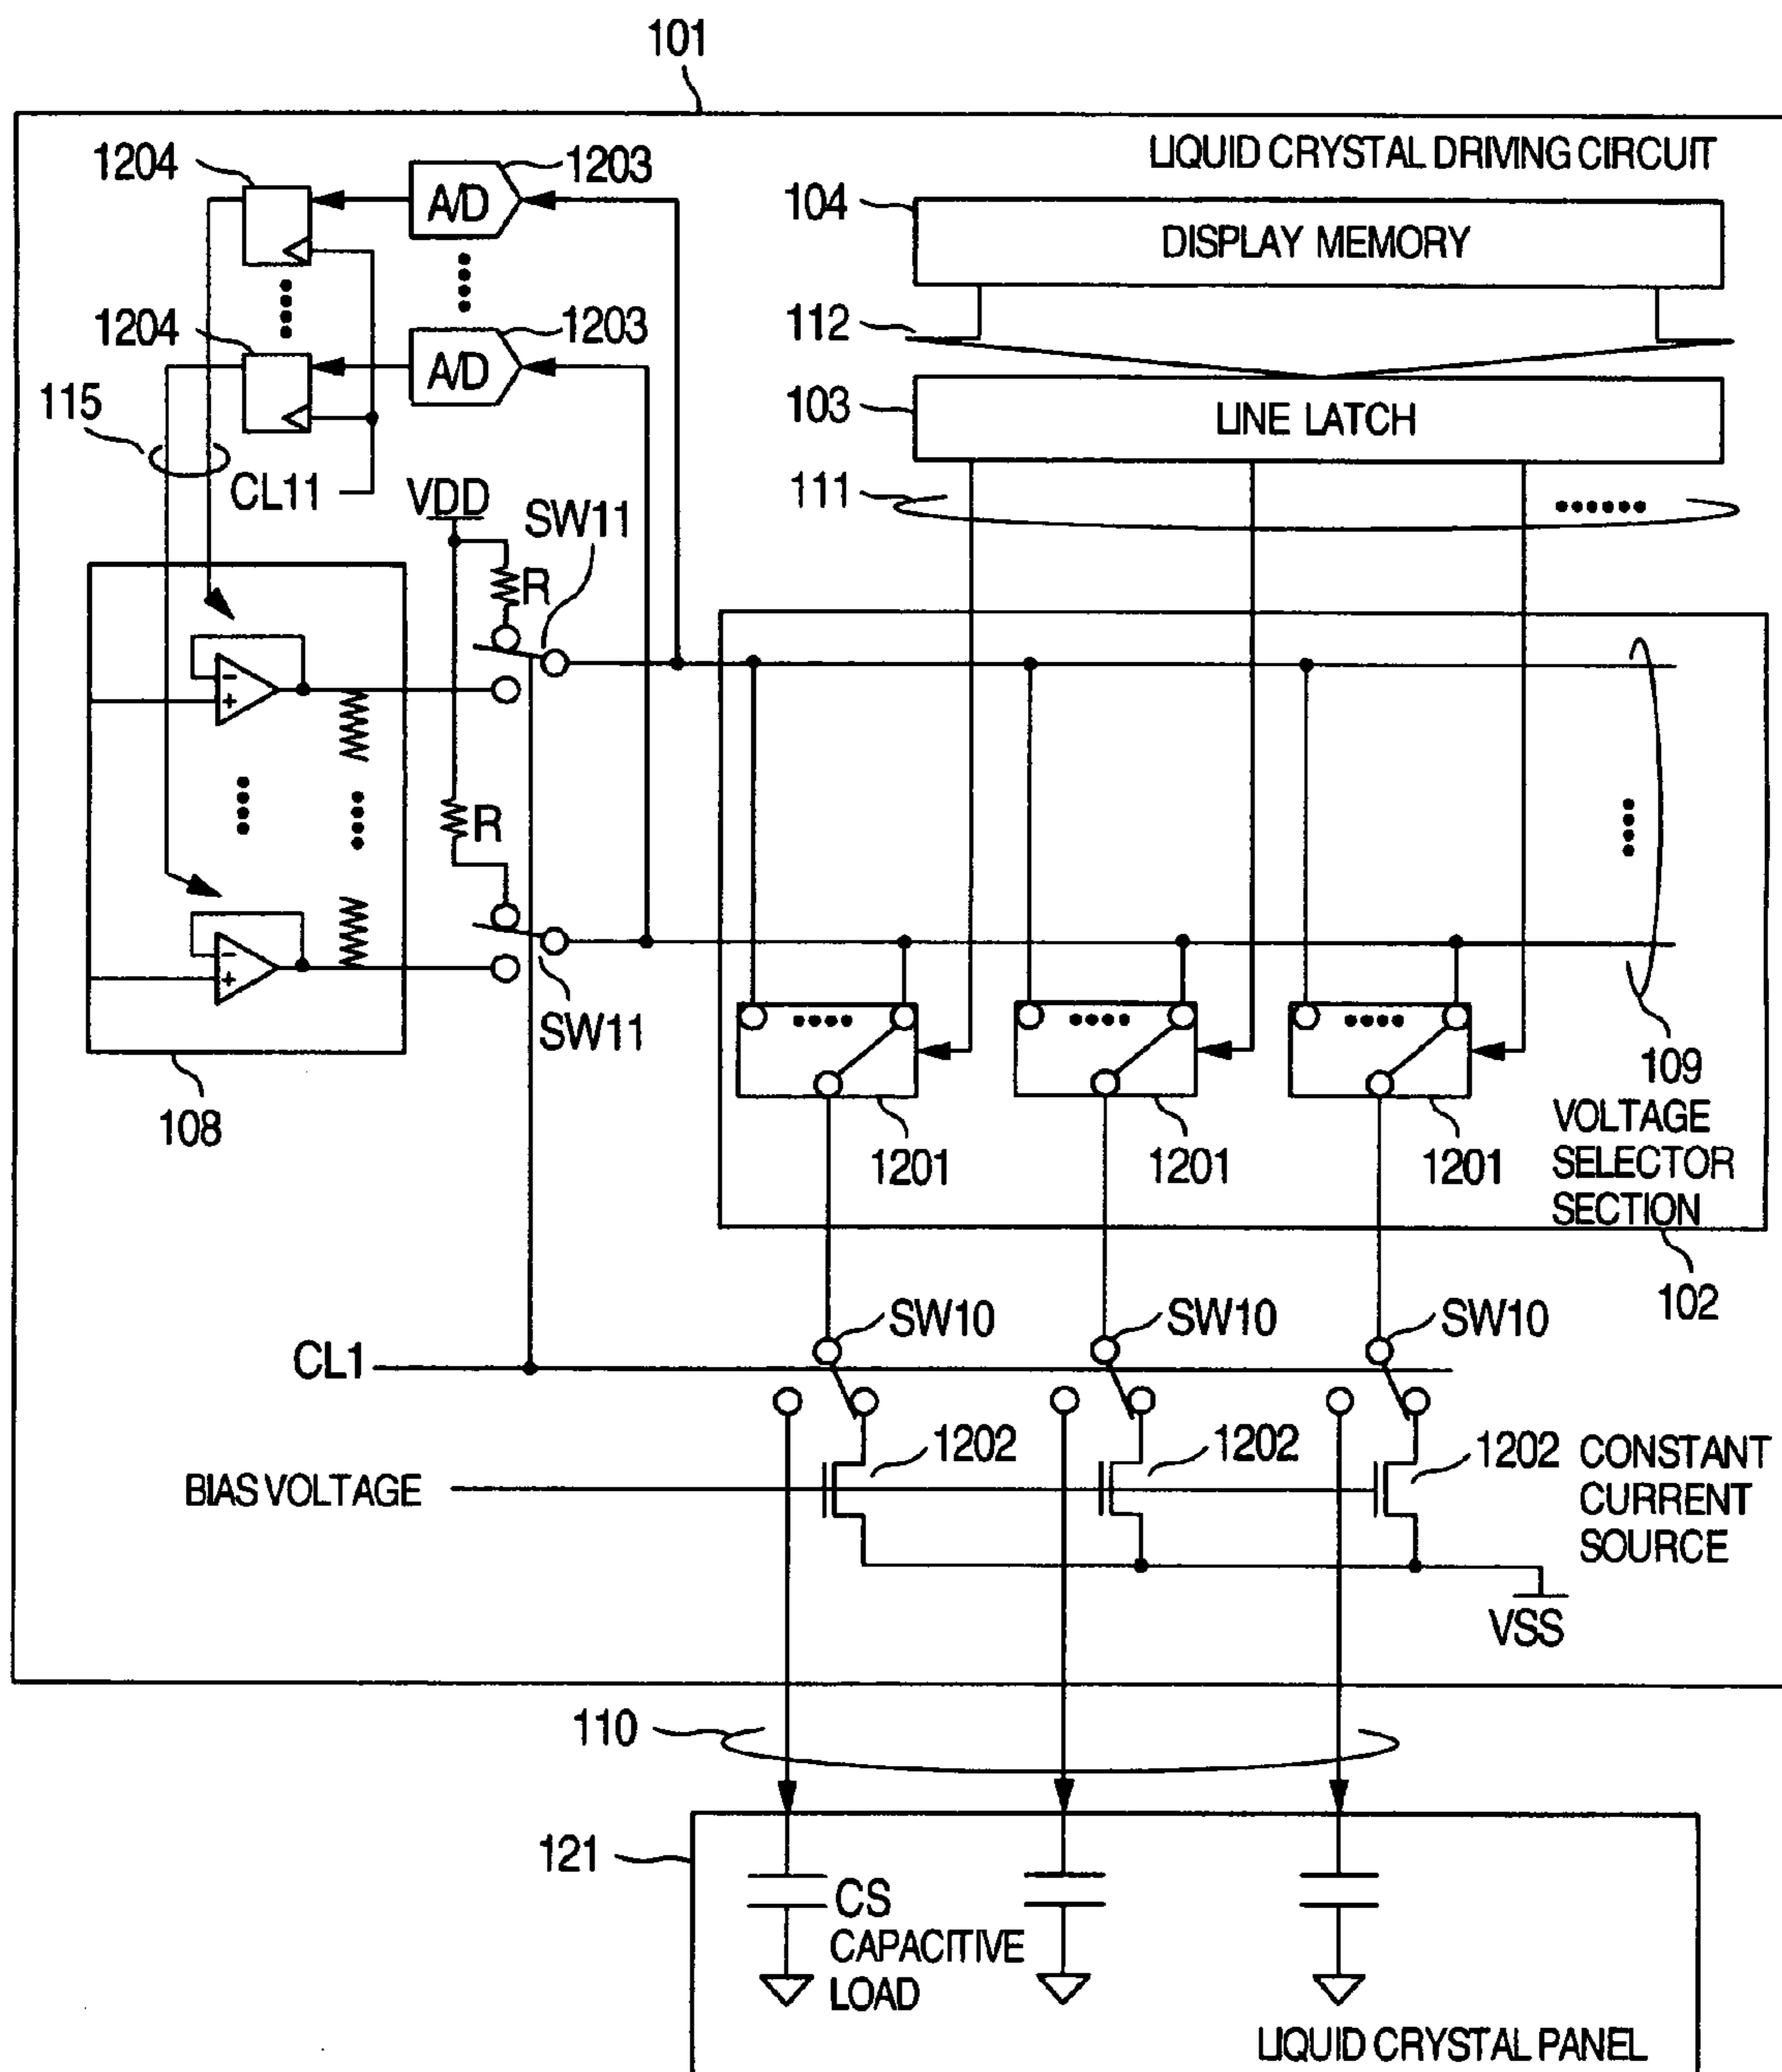 101
LIQUID CRYSTAL DRIVING CIRCUIT
1204
A/D
1203
104
DISPLAY MEMORY
1204
A/D
1203
112
115
103
LINE LATCH
CL11
VDD
SW11
111
R
-
+
R
-
+
SW11
108
109
1201
1201
1201
VOLTAGE
SELECTOR
SECTION
102
SW10
SW10
SW10
CL1
1202
1202
1202
CONSTANT
CURRENT
SOURCE
BIAS VOLTAGE
VSS
110
121
CS
CAPACITIVE
LOAD
LIQUID CRYSTAL PANEL